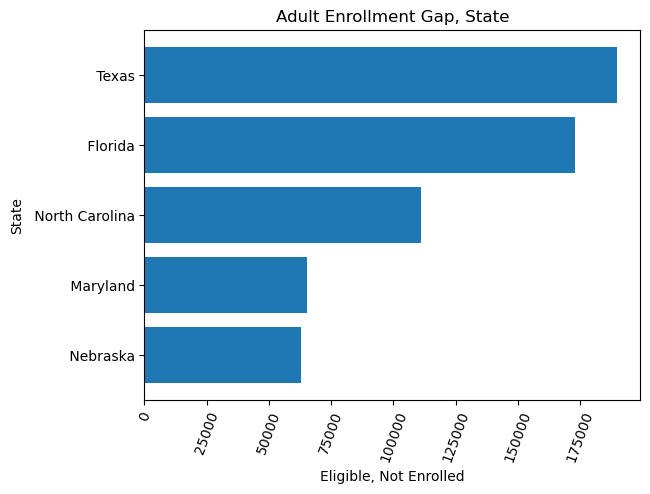 Adult Enrollment Gap, State
Texas
Florida
North Carolina
Maryland
Nebraska
State
0
25000
50000
75000
100000
125000
150000
175000
Eligible, Not Enrolled